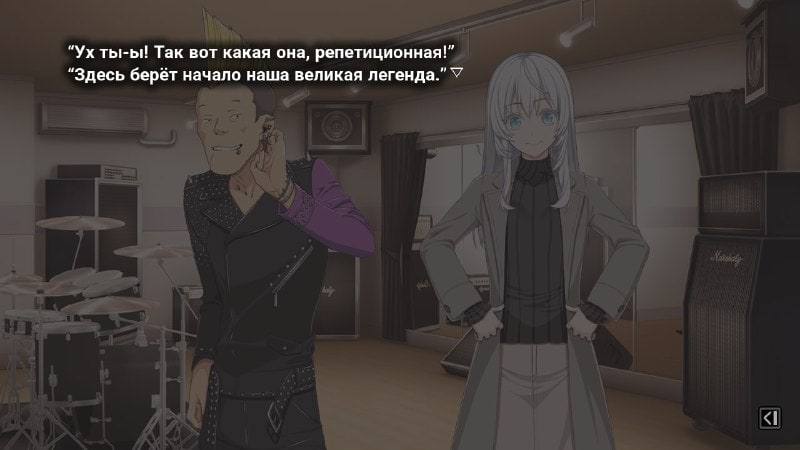 “Ух ты-ы! Так вот какая она, репетиционная!”
“Здесь берёт начало наша великая легенда.”